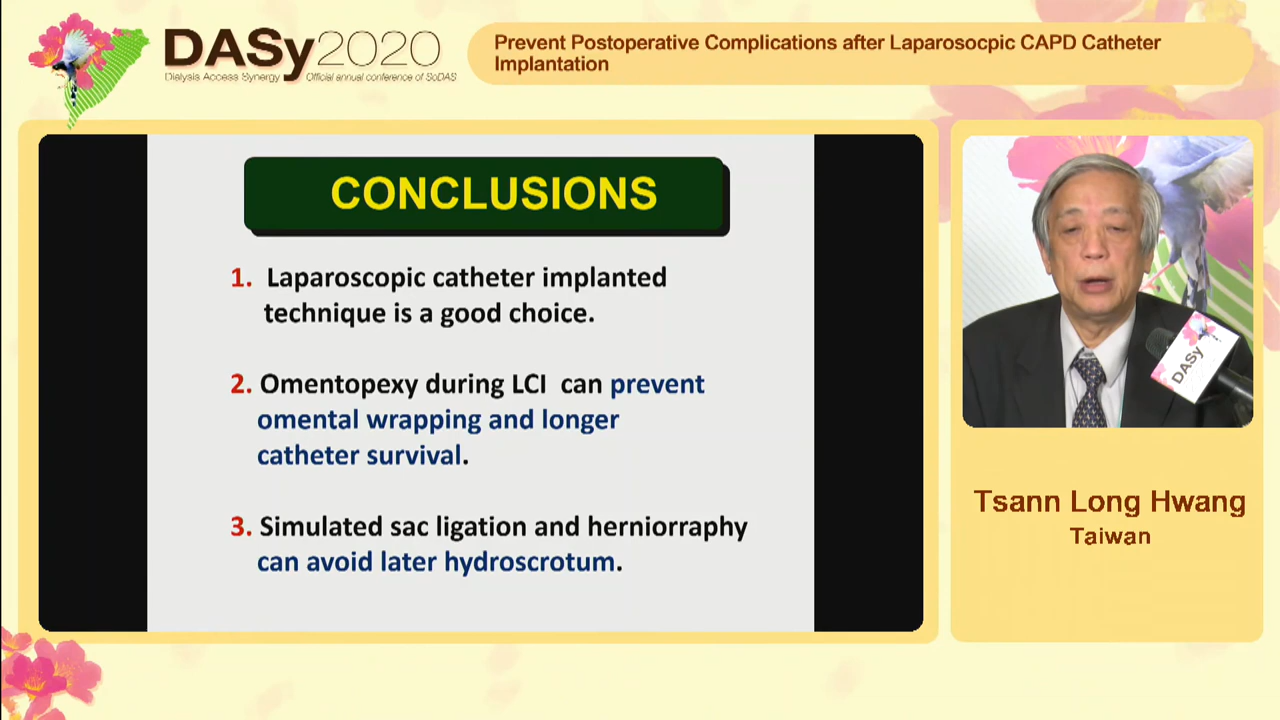 DASy2020
Dialysis Access Synergy Official annual conference of SoDAS
Prevent Postoperative Complications after Laparosocpic CAPD Catheter
Implantation
CONCLUSIONS
1. Laparoscopic catheter implanted
technique is a good choice.
2. Omentopexy during LCI can prevent
omental wrapping and longer
catheter survival.
3. Simulated sac ligation and herniorraphy
can avoid later hydroscrotum.
DASy
Tsann Long Hwang
Taiwan